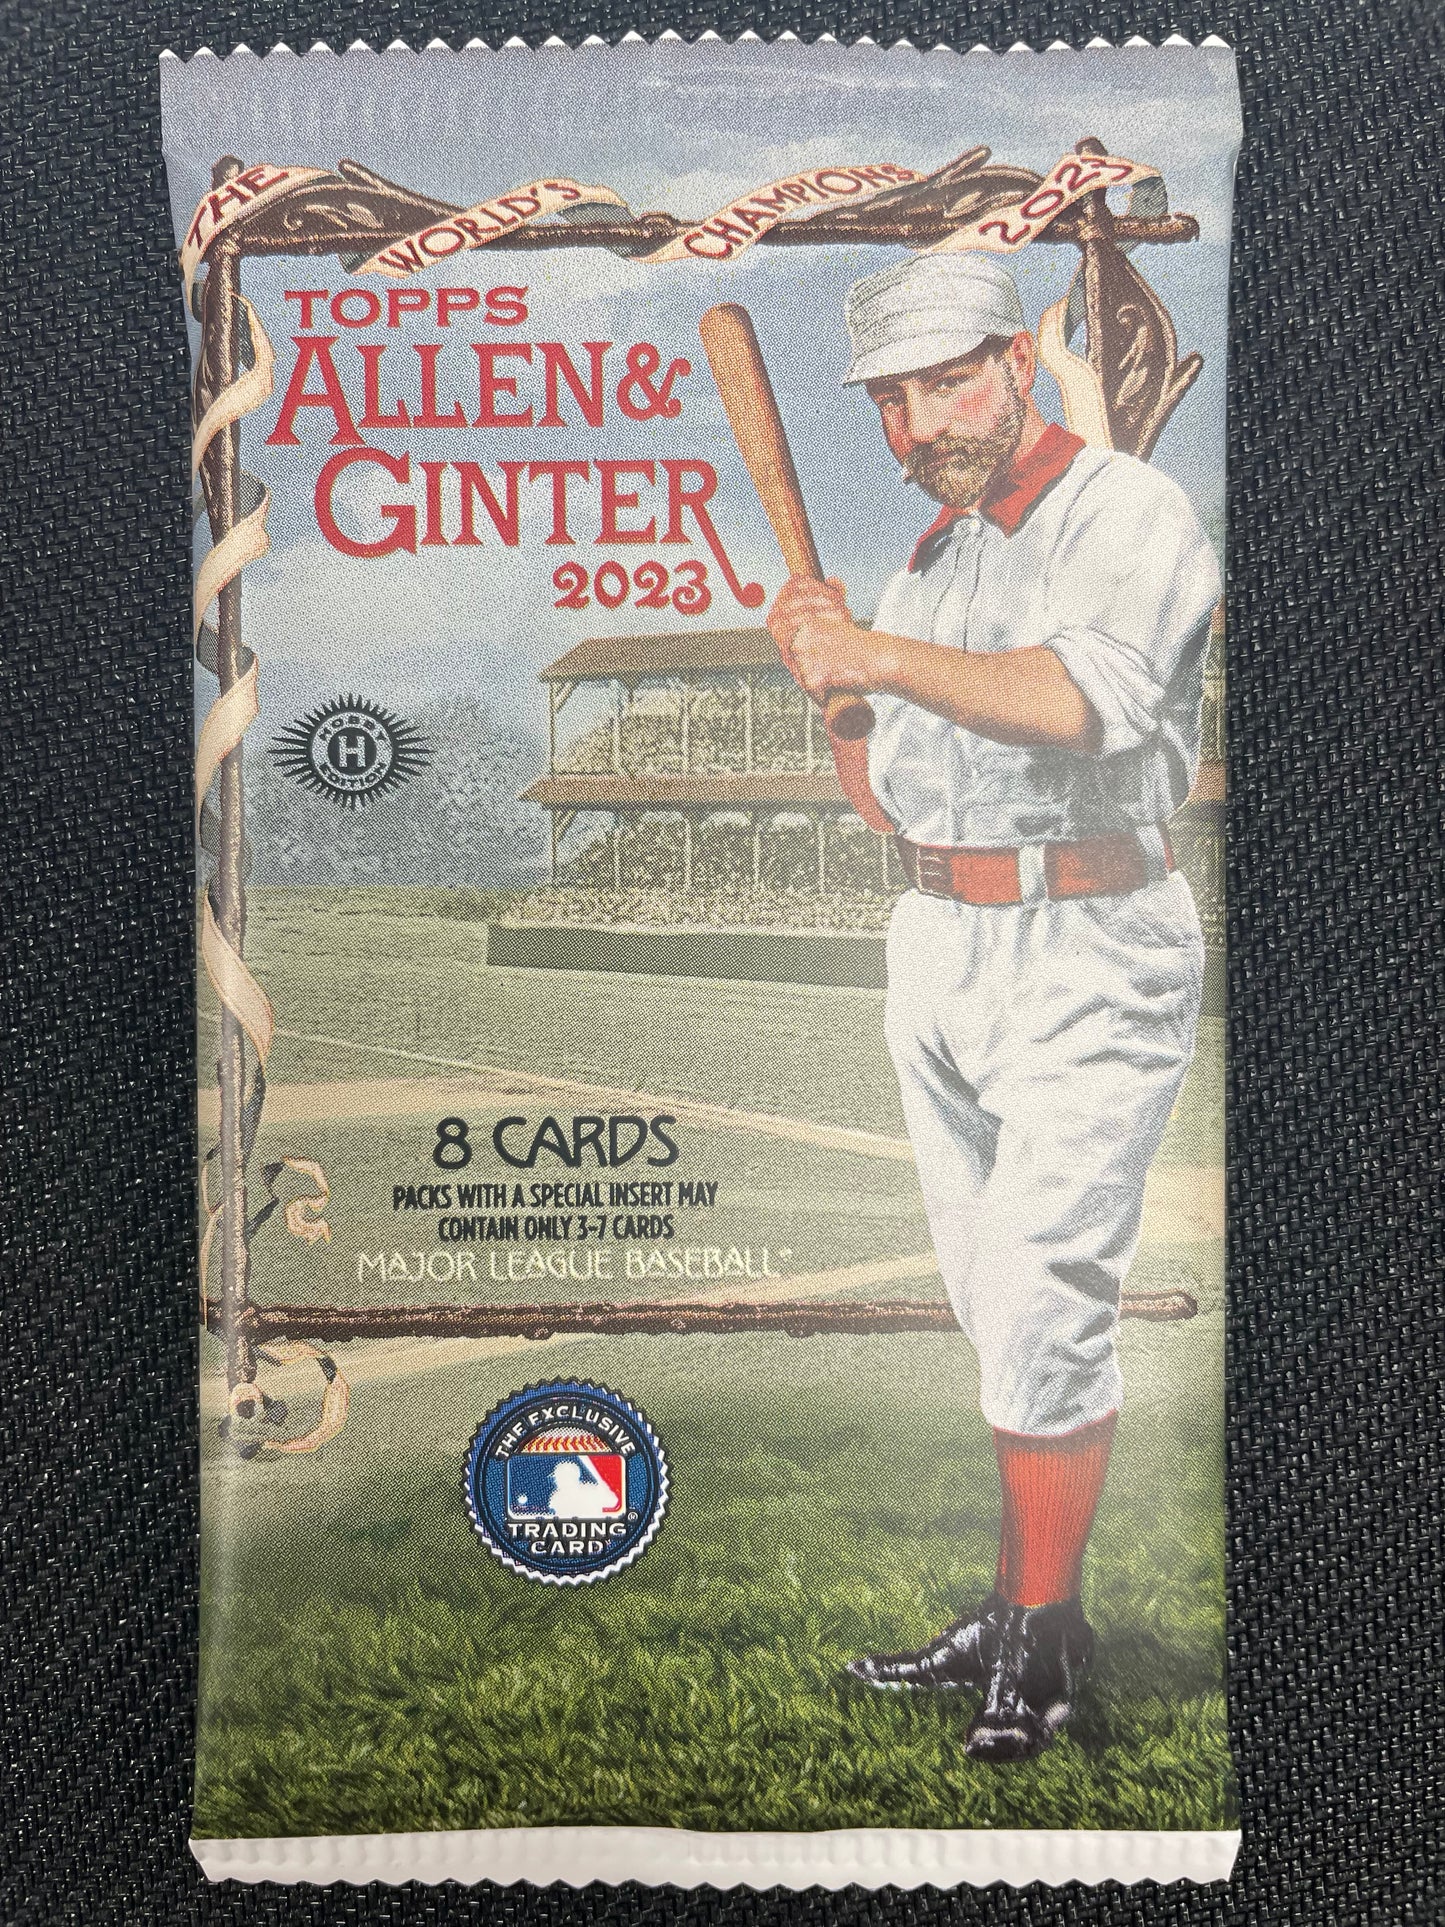 THE WORLD'S CHAMPIONS 2023
TOPPS
ALLEN &
GINTER
2023
HOBBY
H
EDITION
8 CARDS
PACKS WITH A SPECIAL INSERT MAY
CONTAIN ONLY 3-7 CARDS
MAJOR LEAGUE BASEBALL®
THE EXCLUSIVE
TRADING ®
CARD